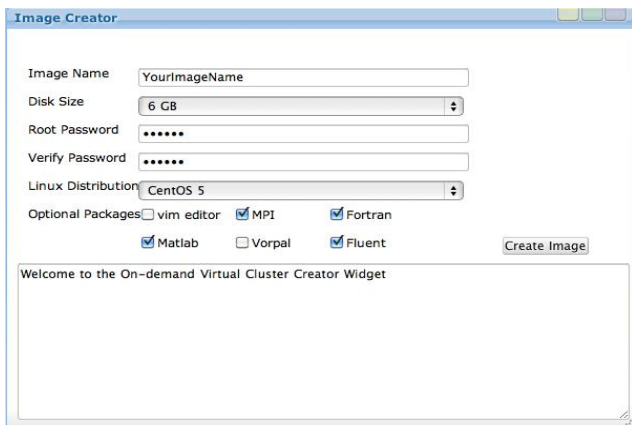 Image Creator
Image Name YourImageName
Disk Size 6 GB
Root Password ••••••
Verify Password ••••••
Linux Distribution CentOS 5
Optional Packages vim editor MPI Fortran
Matlab Vorpal Fluent
Create Image
Welcome to the On-demand Virtual Cluster Creator Widget